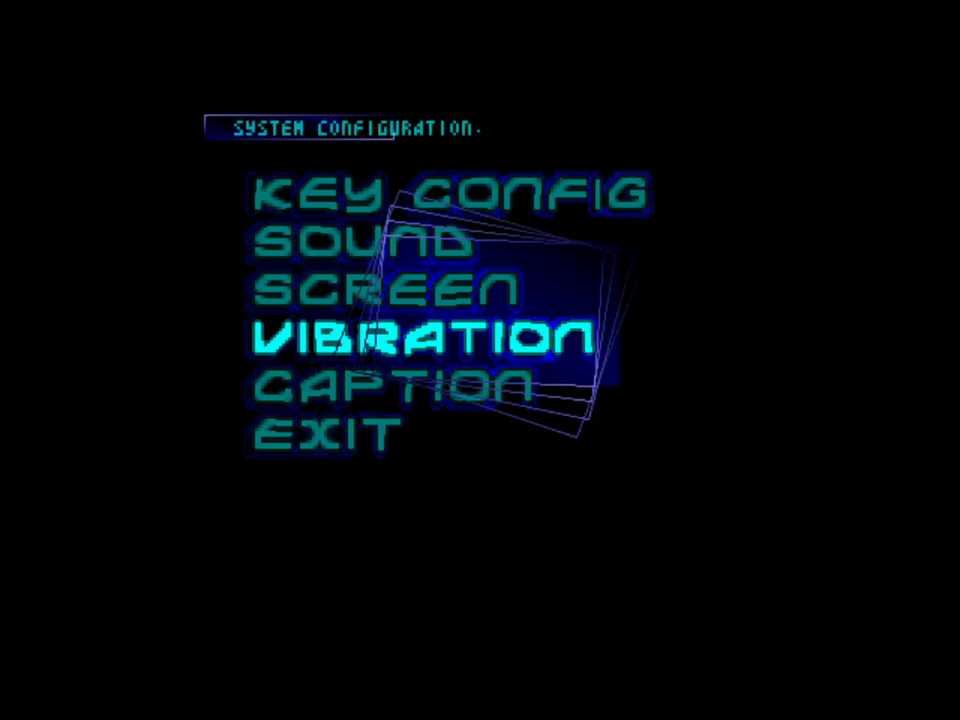 SYSTEM CONFIGURATION.
KEY CONFIG
SOUND
SCREEN
VIBRATION
CAPTION
EXIT